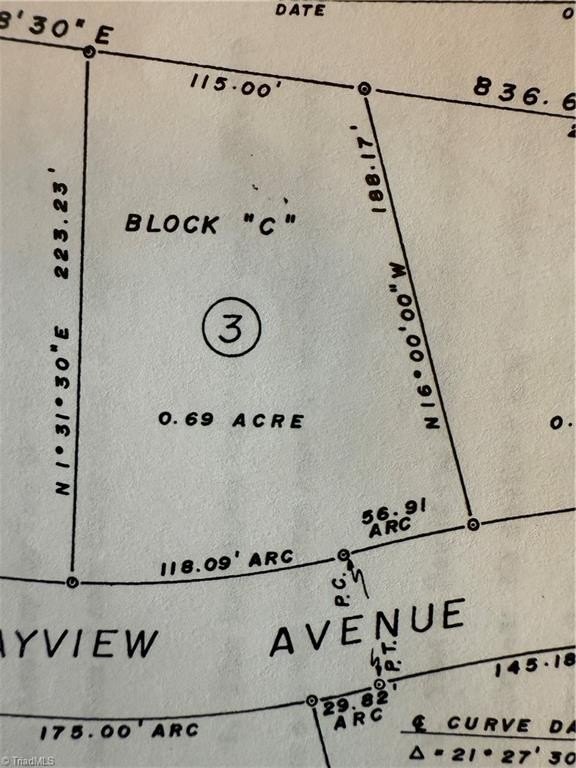 DATE
8'30" E
115.00'
836.6
188.17'
223.23'
BLOCK "C"
N 16°00'00" W
3
N 1°31'30" E
0.69 ACRE
0.
56.91
ARC
118.09' ARC
P.C.
AYVIEW AVENUE
P.T.
145.18
29.82
ARC
175.00' ARC
℄ CURVE DA
Δ = 21° 27' 30
© TriadMLS